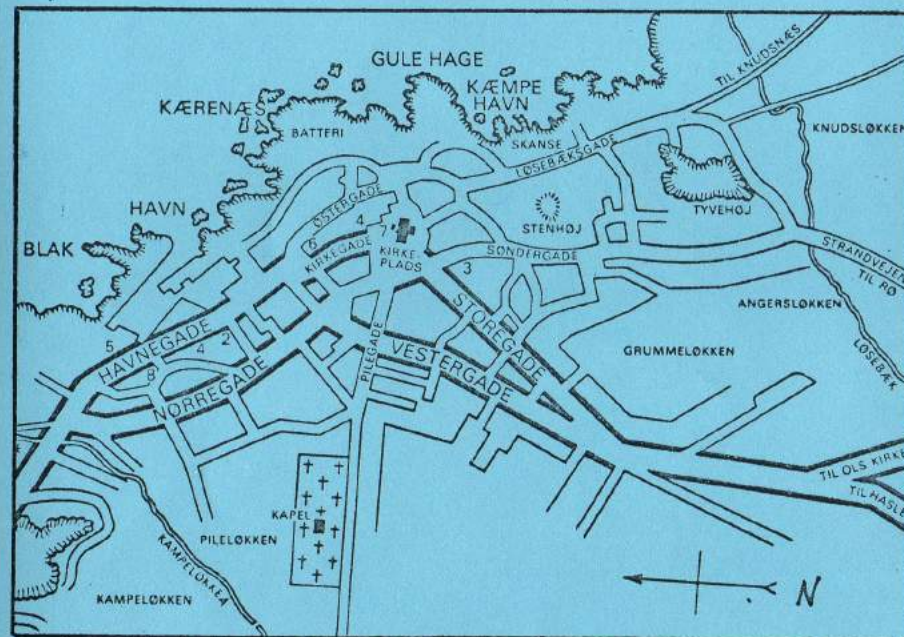 GULE HAGE
KÆMPE
HAVN
KÆRENÆS
BATTERI
SKANSE
TIL KNUDSNÆS
KNUDSLØKKEN
LØSEBÆKSGADE
HAVN
ØSTERGADE
4
7
6
KIRKEGADE
KIRKE-
PLADS
STENHØJ
TYVEHØJ
BLAK
3
SØNDERGADE
STRANDVEJEN
TIL RØ
ANGERSLØKKEN
LØSEBÆK
GRUMMELØKKEN
5
HAVNEGADE
2
4
8
NØRREGADE
PILEGADE
STOREGADE
VESTERGADE
TIL OLS KIRKE
TIL HASLE
KAPEL
PILELØKKEN
KAMPELØKKEÅ
KAMPELØKKEN
N